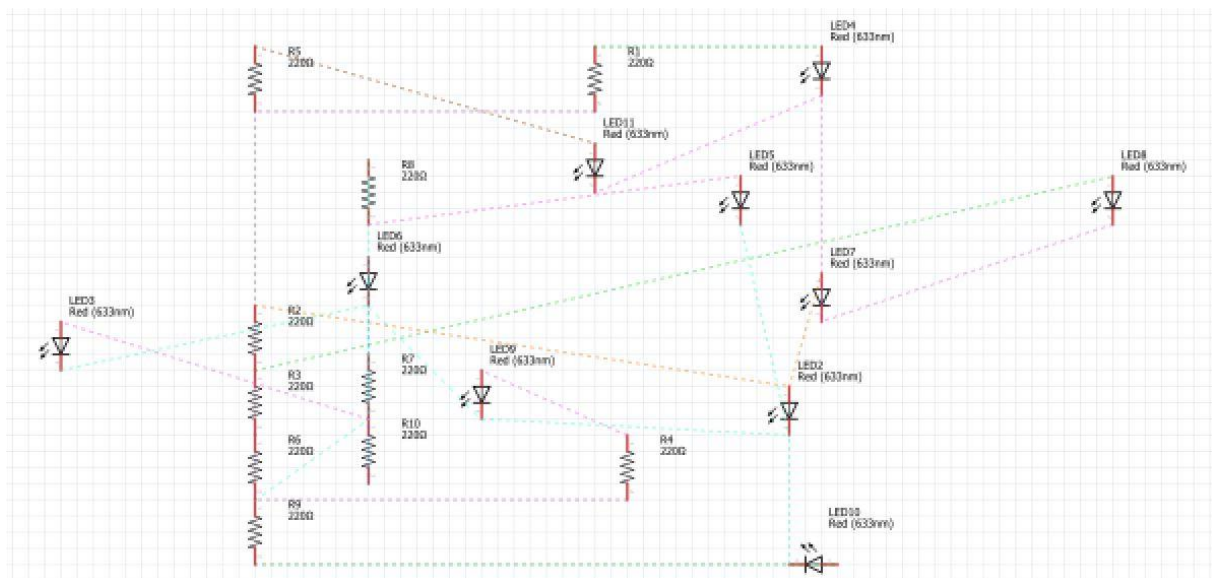 LED4
Red (633nm)
R5
220Ω
R1
220Ω
LED11
Red (633nm)
R8
220Ω
LED5
Red (633nm)
LED8
Red (633nm)
LED6
Red (633nm)
LED7
Red (633nm)
LED3
Red (633nm)
R2
220Ω
LED9
Red (633nm)
R7
220Ω
LED2
Red (633nm)
R3
220Ω
R10
220Ω
R6
220Ω
R4
220Ω
R9
220Ω
LED10
Red (633nm)